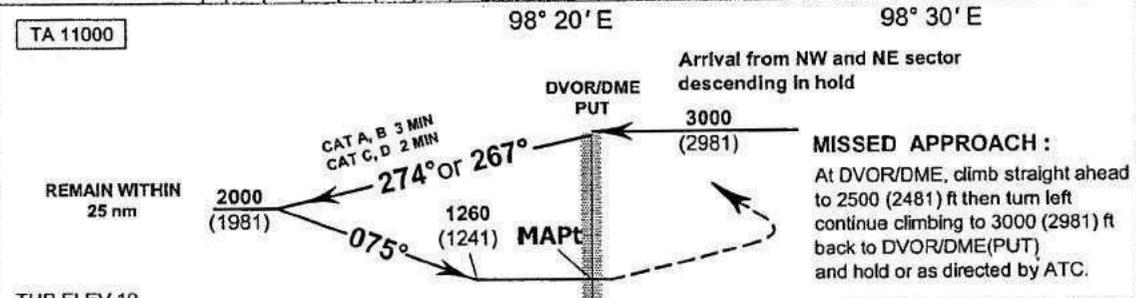 98° 20' E
98° 30' E
TA 11000
Arrival from NW and NE sector
descending in hold
DVOR/DME
PUT
3000
(2981)
CAT A, B 3 MIN
CAT C, D 2 MIN
274° or 267°
REMAIN WITHIN
25 nm
2000
(1981)
075°
1260
(1241)
MAPt
MISSED APPROACH :
At DVOR/DME, climb straight ahead
to 2500 (2481) ft then turn left
continue climbing to 3000 (2981) ft
back to DVOR/DME(PUT)
and hold or as directed by ATC.